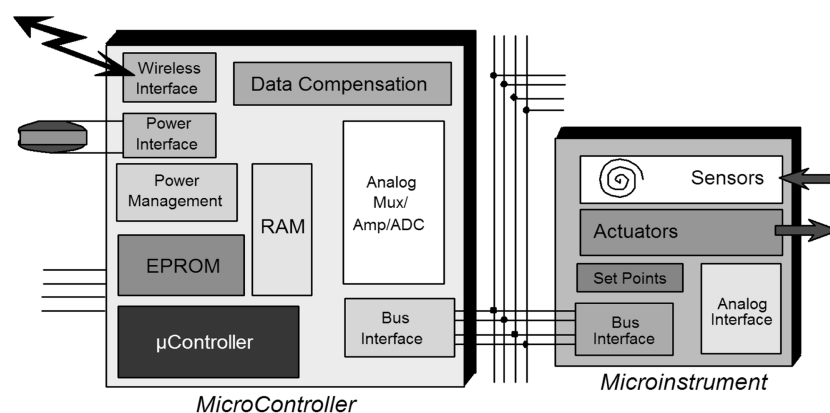 Wireless
Interface
Data Compensation
Power
Interface
Power
Management
RAM
Analog
Mux/
Amp/ADC
EPROM
µController
Bus
Interface
MicroController
Sensors
Actuators
Set Points
Analog
Interface
Bus
Interface
Microinstrument